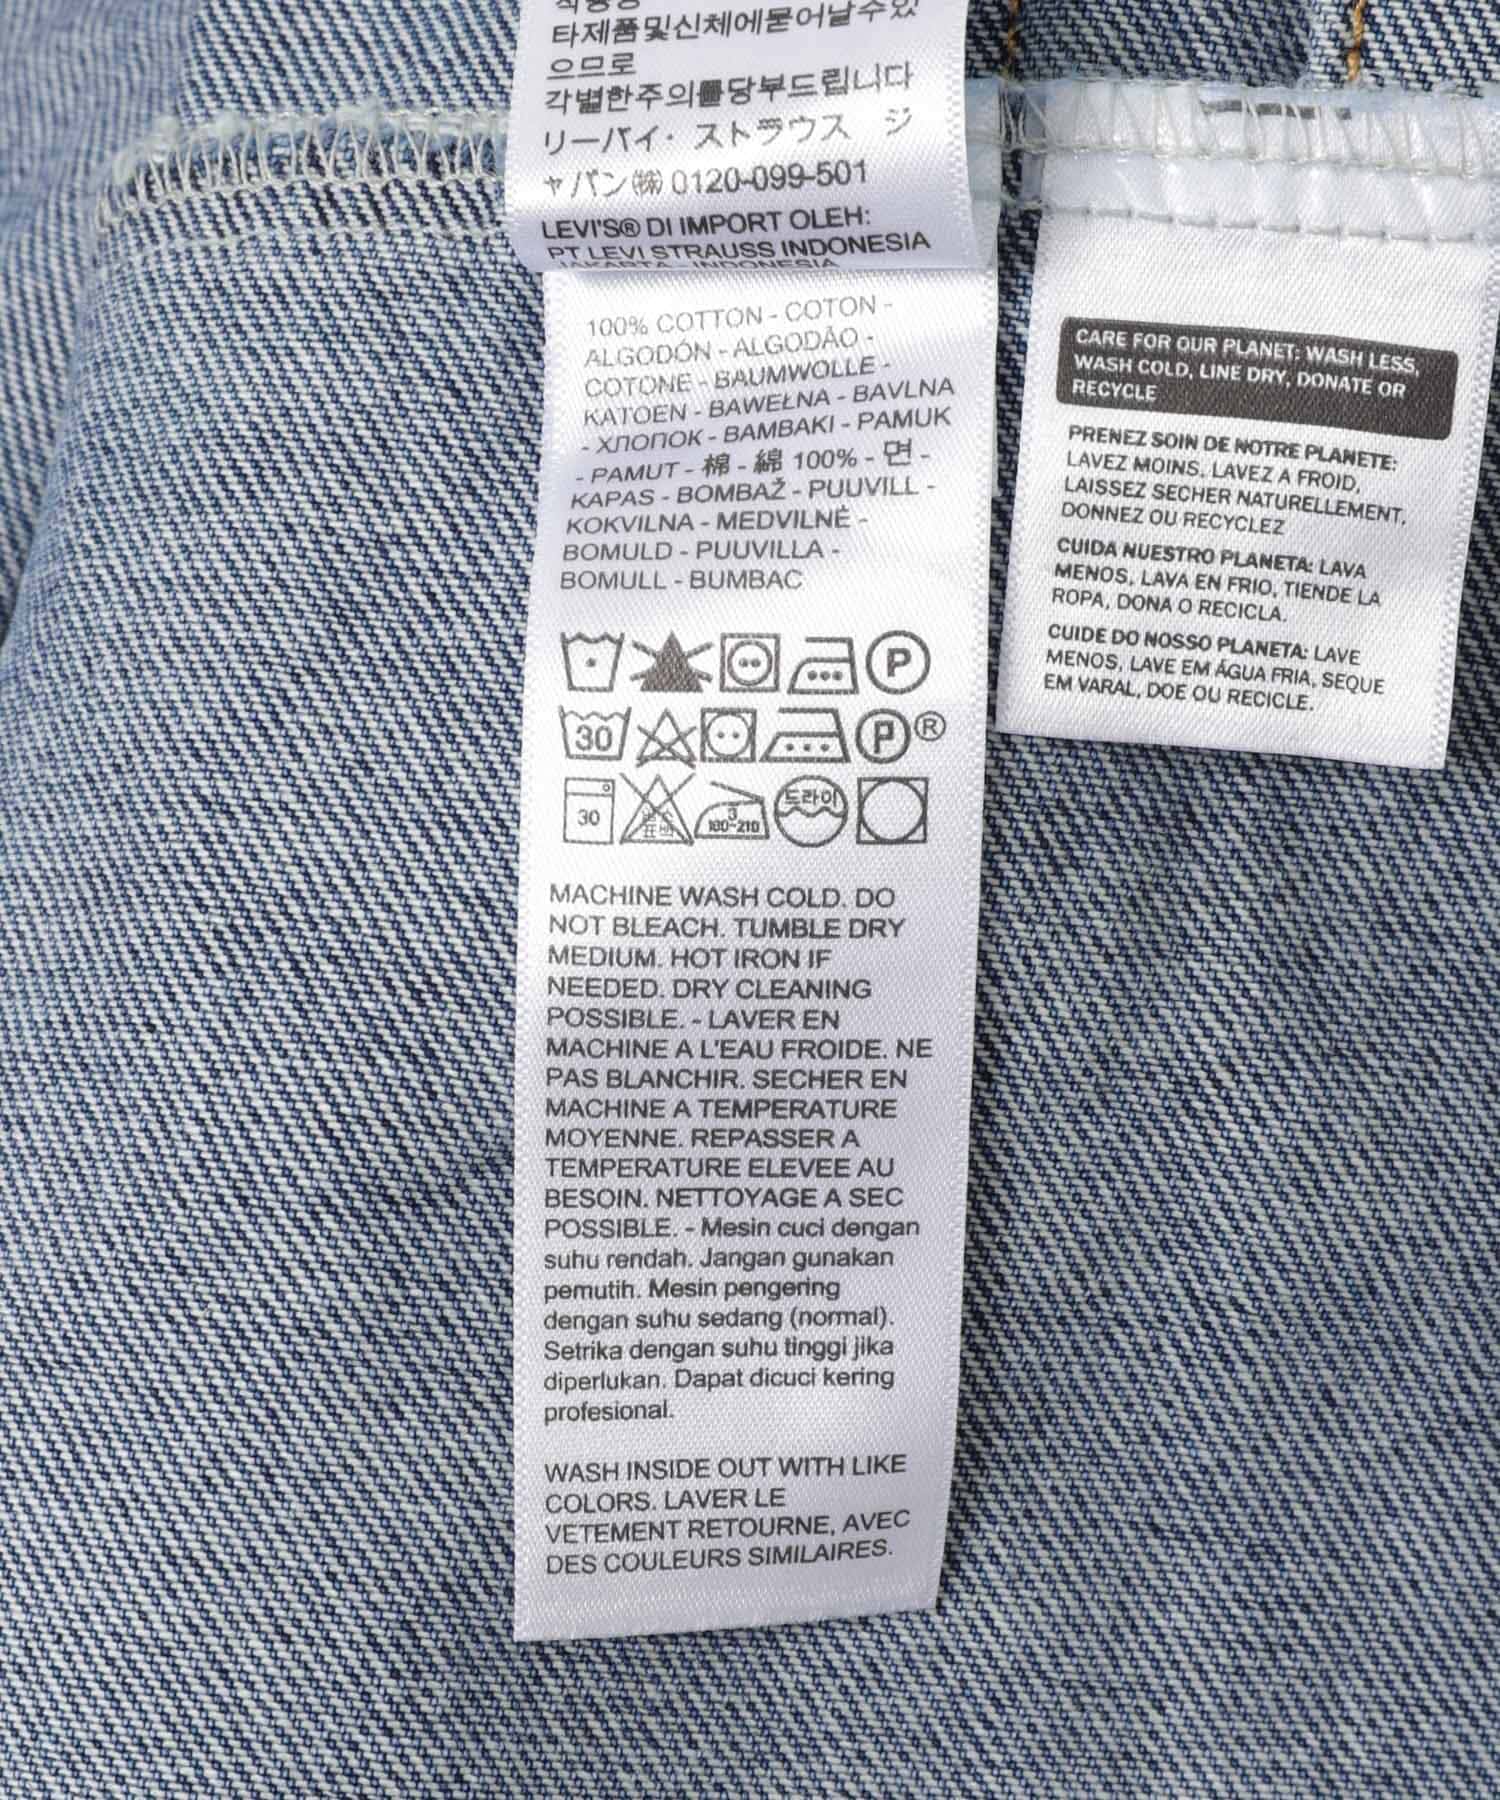 타제품및신체에묻어날수있
으므로
각별한주의를당부드립니다
リーバイ・ストラウス ジ
ャパン㈱0120-099-501
LEVI'S® DI IMPORT OLEH:
PT LEVI STRAUSS INDONESIA
JAKARTA - INDONESIA
100% COTTON - COTON -
ALGODÓN - ALGODÃO -
COTONE - BAUMWOLLE -
KATOEN - BAWEŁNA - BAVLNA
- ХЛОПОК - BAMBAKI - PAMUK
- PAMUT - 棉 - 綿 100% - 면 -
KAPAS - BOMBAŽ - PUUVILL -
KOKVILNA - MEDVILNĖ -
BOMULD - PUUVILLA -
BOMULL - BUMBAC
P
30 P®
30 3 180~210 드라이
MACHINE WASH COLD. DO
NOT BLEACH. TUMBLE DRY
MEDIUM. HOT IRON IF
NEEDED. DRY CLEANING
POSSIBLE. - LAVER EN
MACHINE A L'EAU FROIDE. NE
PAS BLANCHIR. SECHER EN
MACHINE A TEMPERATURE
MOYENNE. REPASSER A
TEMPERATURE ELEVEE AU
BESOIN. NETTOYAGE A SEC
POSSIBLE. - Mesin cuci dengan
suhu rendah. Jangan gunakan
pemutih. Mesin pengering
dengan suhu sedang (normal).
Setrika dengan suhu tinggi jika
diperlukan. Dapat dicuci kering
profesional.
WASH INSIDE OUT WITH LIKE
COLORS. LAVER LE
VETEMENT RETOURNE, AVEC
DES COULEURS SIMILAIRES.
CARE FOR OUR PLANET: WASH LESS,
WASH COLD, LINE DRY, DONATE OR
RECYCLE
PRENEZ SOIN DE NOTRE PLANETE:
LAVEZ MOINS, LAVEZ A FROID,
LAISSEZ SECHER NATURELLEMENT,
DONNEZ OU RECYCLEZ
CUIDA NUESTRO PLANETA: LAVA
MENOS, LAVA EN FRIO, TIENDE LA
ROPA, DONA O RECICLA.
CUIDE DO NOSSO PLANETA: LAVE
MENOS, LAVE EM ÁGUA FRIA, SEQUE
EM VARAL, DOE OU RECICLE.